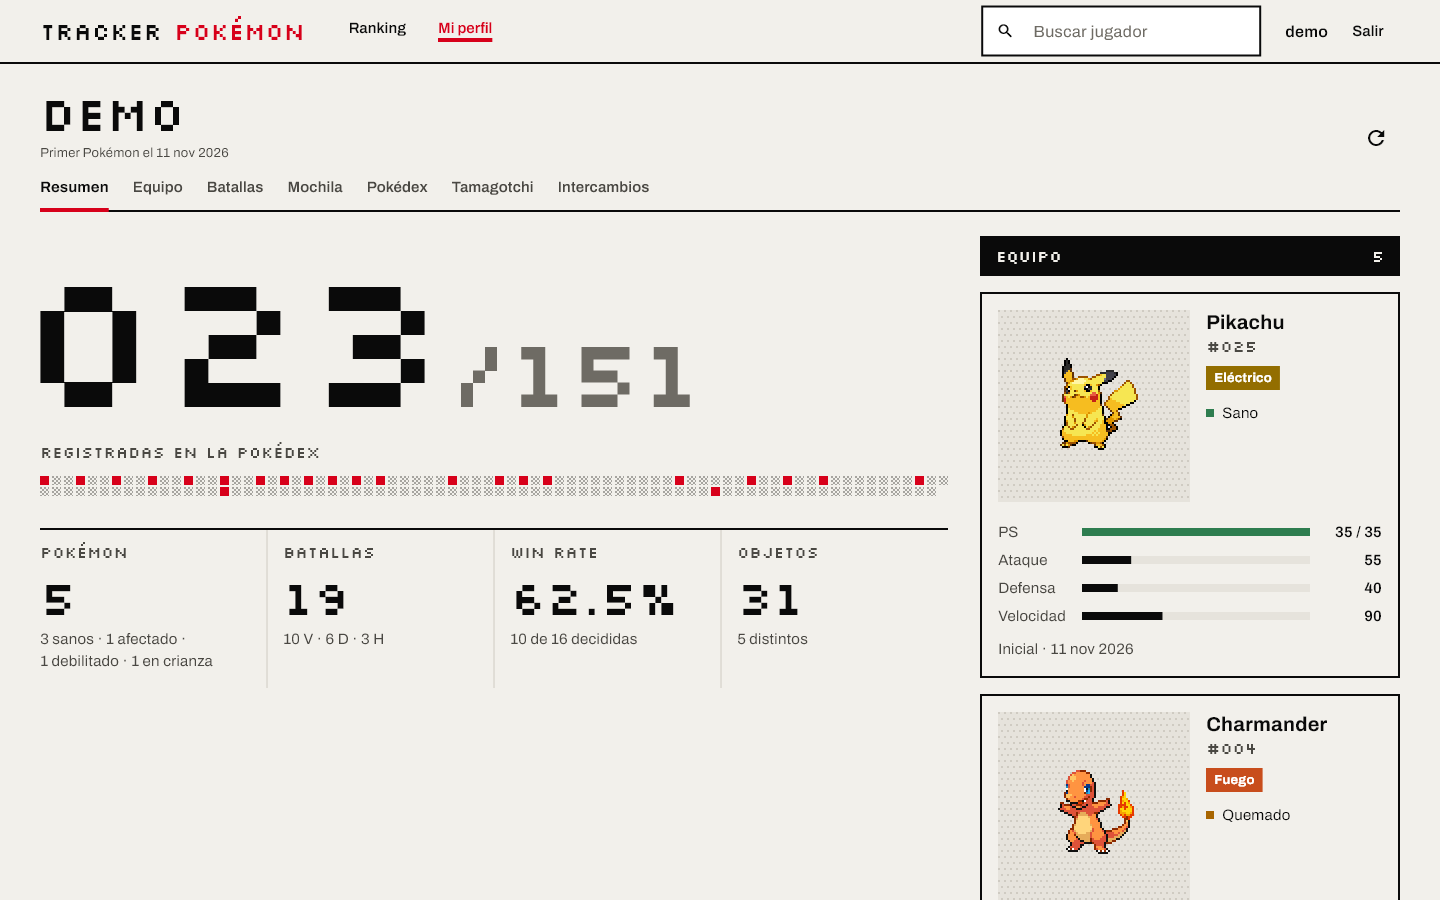 TRACKER POKÉMON
Ranking
Mi perfil
Buscar jugador
demo
Salir
DEMO
Primer Pokémon el 11 nov 2026
Resumen
Equipo
Batallas
Mochila
Pokédex
Tamagotchi
Intercambios
023/151
REGISTRADAS EN LA POKÉDEX
POKÉMON
5
3 sanos · 1 afectado ·
1 debilitado · 1 en crianza
BATALLAS
19
10 V · 6 D · 3 H
WIN RATE
62.5%
10 de 16 decididas
OBJETOS
31
5 distintos
EQUIPO 5
Pikachu
#025
Eléctrico
Sano
PS 35 / 35
Ataque 55
Defensa 40
Velocidad 90
Inicial · 11 nov 2026
Charmander
#004
Fuego
Quemado